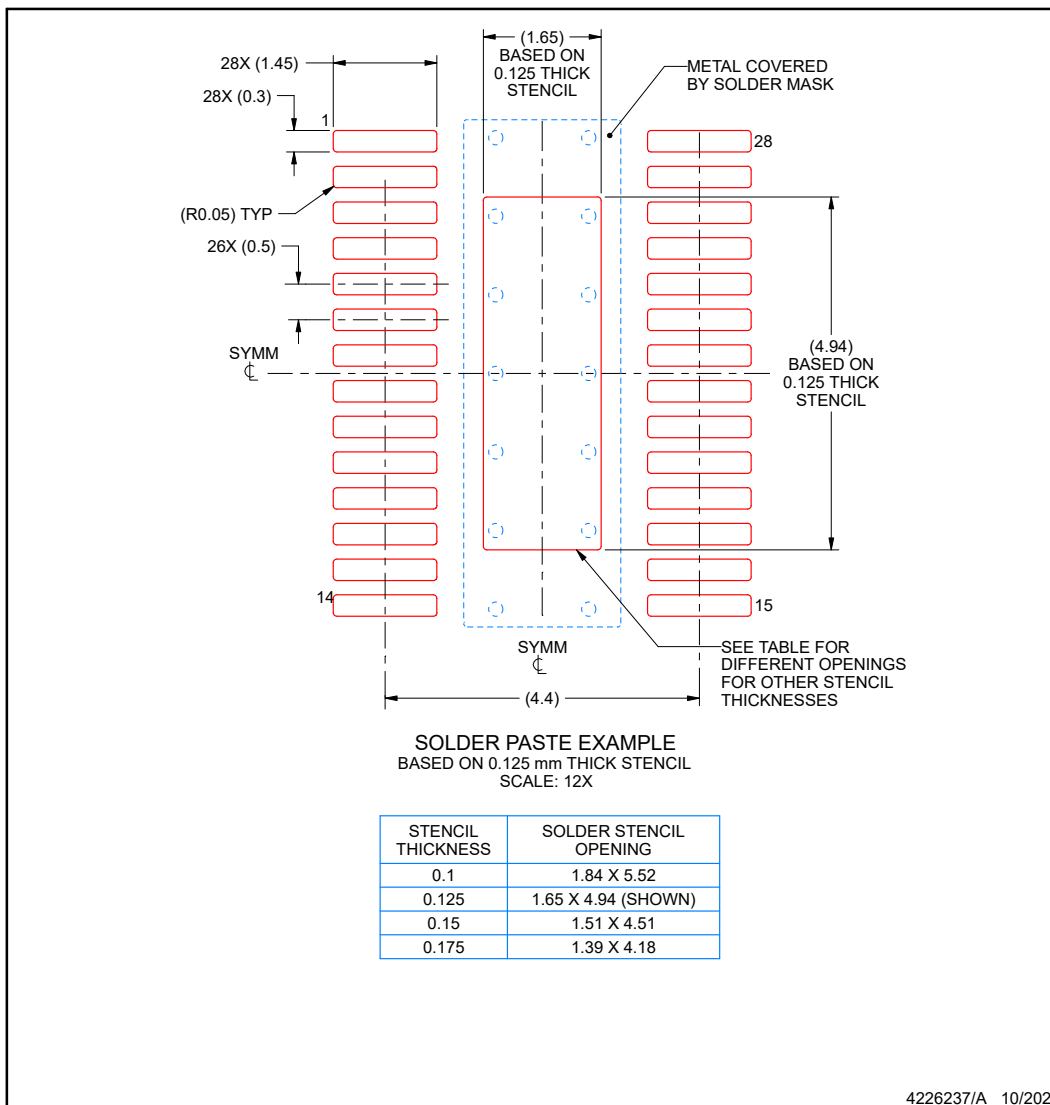 (1.65)
BASED ON
0.125 THICK
STENCIL
28X (1.45)
METAL COVERED
BY SOLDER MASK
28X (0.3)
1
28
(R0.05) TYP
26X (0.5)
SYMM
℄
(4.94)
BASED ON
0.125 THICK
STENCIL
14
15
SYMM
℄
SEE TABLE FOR
DIFFERENT OPENINGS
FOR OTHER STENCIL
THICKNESSES
(4.4)
SOLDER PASTE EXAMPLE
BASED ON 0.125 mm THICK STENCIL
SCALE: 12X
STENCIL
THICKNESS
SOLDER STENCIL
OPENING
0.1
1.84 X 5.52
0.125
1.65 X 4.94 (SHOWN)
0.15
1.51 X 4.51
0.175
1.39 X 4.18
4226237/A 10/202